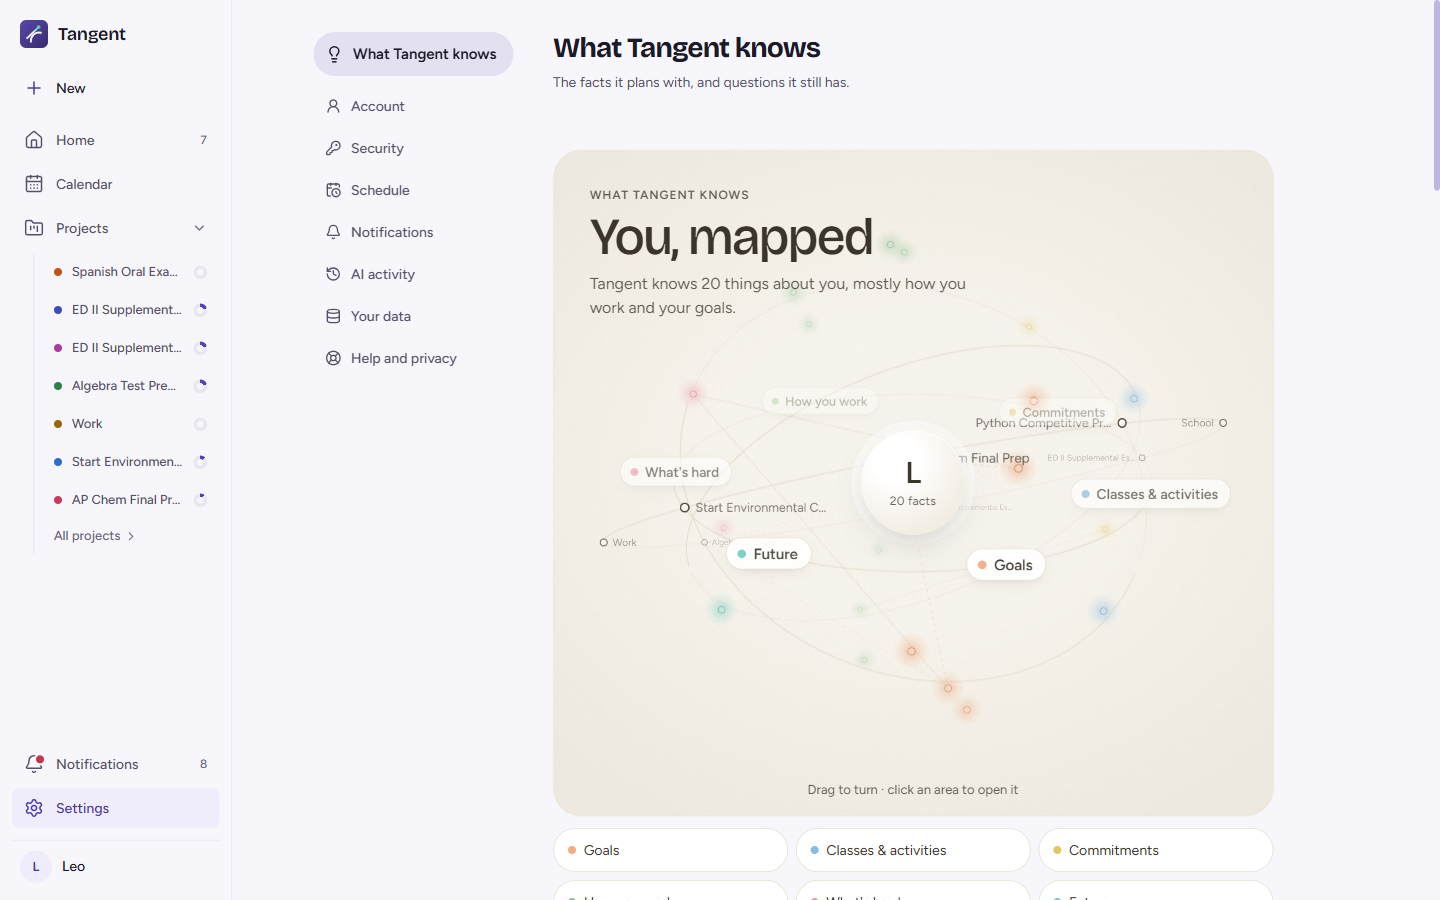 Tangent
New
Home 7
Calendar
Projects
Spanish Oral Exa...
ED II Supplement...
ED II Supplement...
Algebra Test Pre...
Work
Start Environmen...
AP Chem Final Pr...
All projects
Notifications 8
Settings
L Leo
What Tangent knows
Account
Security
Schedule
Notifications
AI activity
Your data
Help and privacy
What Tangent knows
The facts it plans with, and questions it still has.
WHAT TANGENT KNOWS
You, mapped
Tangent knows 20 things about you, mostly how you
work and your goals.
How you work
Commitments
Python Competitive Pr...
School
What's hard
Final Prep
ED II Supplemental Es...
L
20 facts
Classes & activities
Start Environmental C...
Work
Future
Goals
Drag to turn · click an area to open it
Goals
Classes & activities
Commitments